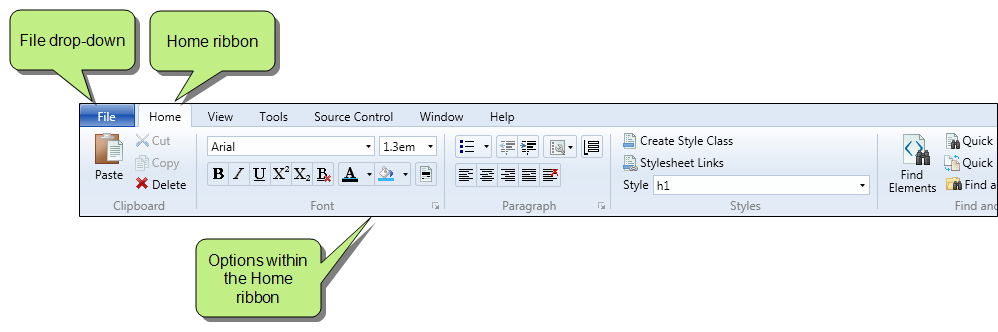 File drop-down
Home ribbon
File Home View Tools Source Control Window Help
Paste
Cut
Copy
Delete
Clipboard
Arial 1.3em
B I U X² X₂ B A
Font
Paragraph
Create Style Class
Stylesheet Links
Style h1
Styles
Find
Elements
Quick
Quick
Find a
Find an
Options within
the Home
ribbon